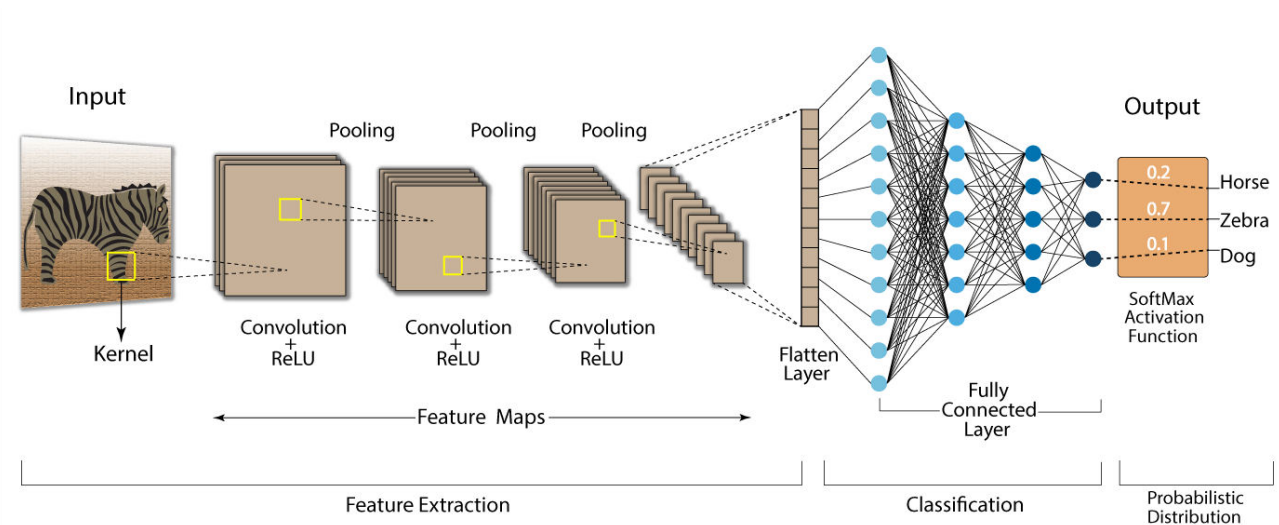 Input
Kernel
Pooling
Pooling
Pooling
Convolution
+
ReLU
Convolution
+
ReLU
Convolution
+
ReLU
Feature Maps
Flatten
Layer
Fully
Connected
Layer
Output
0.2
Horse
0.7
Zebra
0.1
Dog
SoftMax
Activation
Function
Feature Extraction
Classification
Probabilistic
Distribution